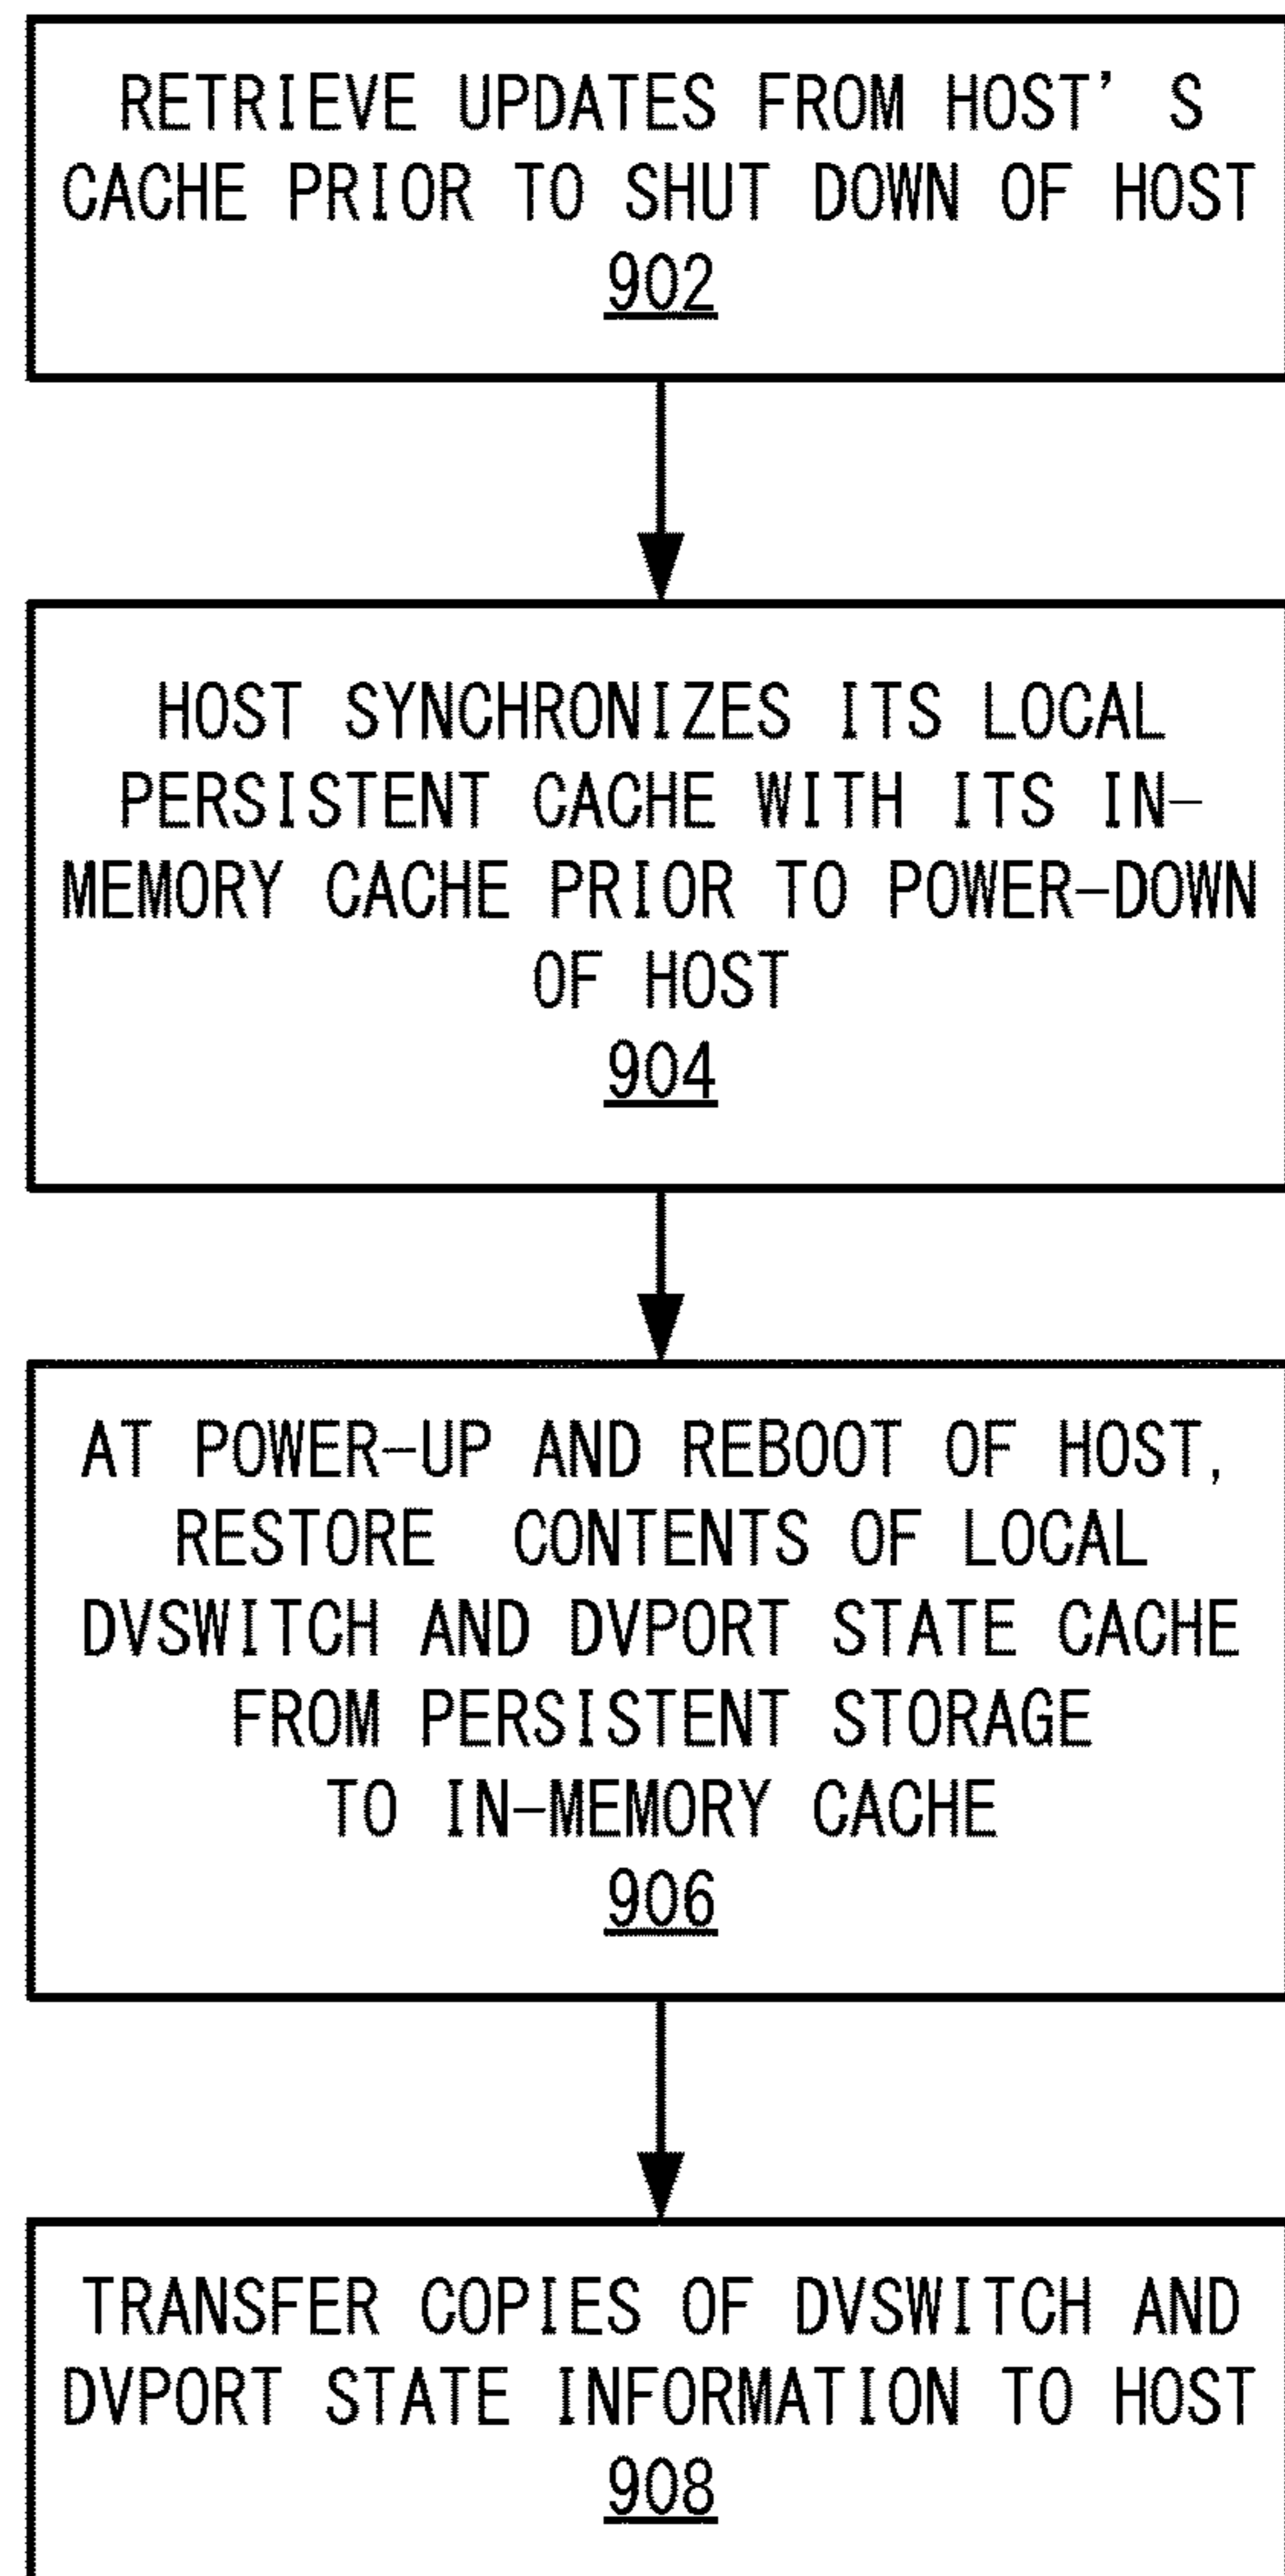 RETRIEVE UPDATES FROM HOST'S
CACHE PRIOR TO SHUT DOWN OF HOST
902
HOST SYNCHRONIZES ITS LOCAL
PERSISTENT CACHE WITH ITS IN-
MEMORY CACHE PRIOR TO POWER-DOWN
OF HOST
904
AT POWER-UP AND REBOOT OF HOST,
RESTORE CONTENTS OF LOCAL
DVSWITCH AND DVPORT STATE CACHE
FROM PERSISTENT STORAGE
TO IN-MEMORY CACHE
906
TRANSFER COPIES OF DVSWITCH AND
DVPORT STATE INFORMATION TO HOST
908